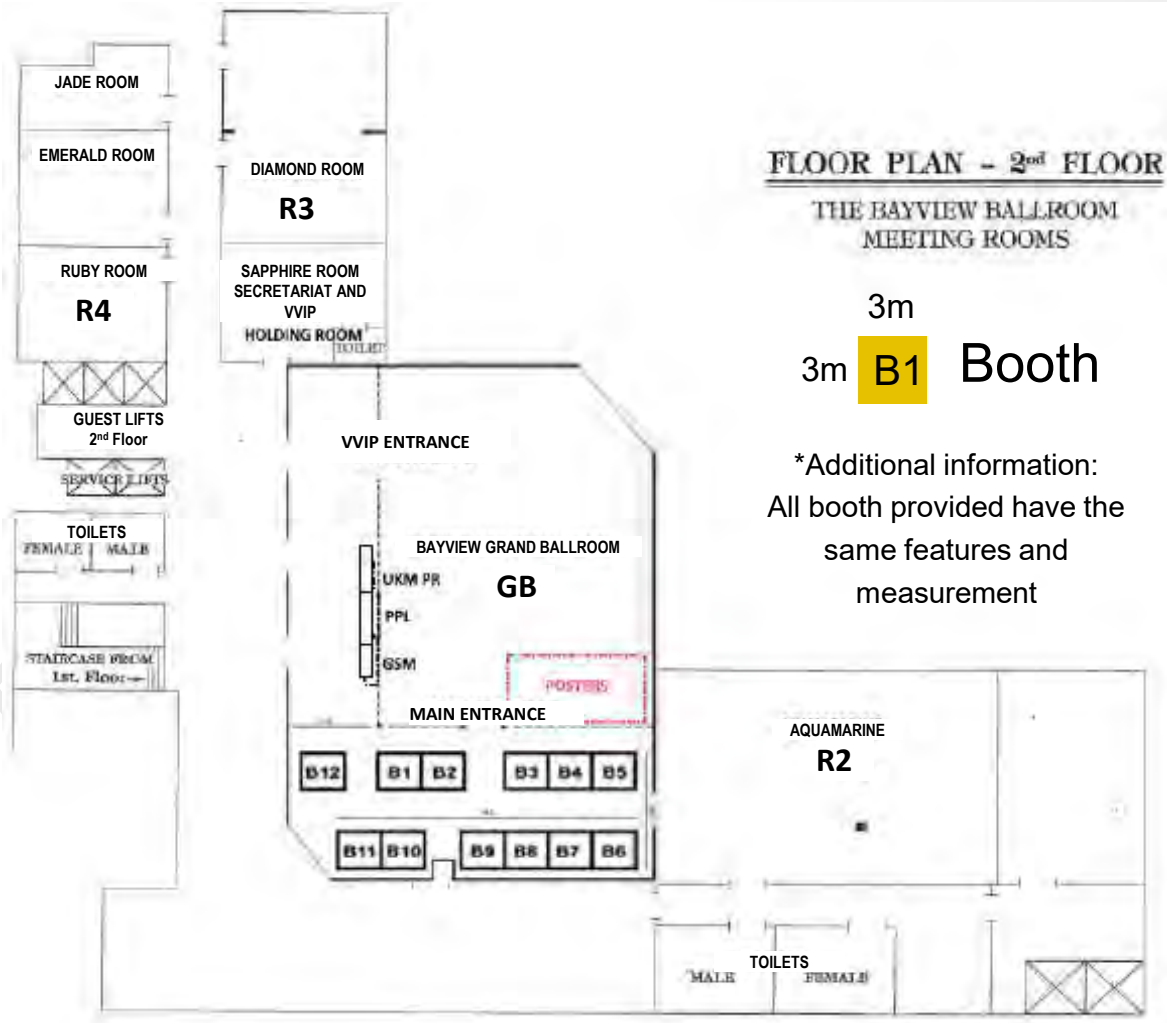 JADE ROOM
EMERALD ROOM
RUBY ROOM
R4
GUEST LIFTS
2nd Floor
SERVICE LIFTS
TOILETS
FEMALE MALE
STAIRCASE FROM
1st. Floor
DIAMOND ROOM
R3
SAPPHIRE ROOM
SECRETARIAT AND
VVIP
HOLDING ROOM
TOILET
FLOOR PLAN - 2nd FLOOR
THE BAYVIEW BALLROOM
MEETING ROOMS
3m
3m B1 Booth
*Additional information:
All booth provided have the
same features and
measurement
VVIP ENTRANCE
BAYVIEW GRAND BALLROOM
GB
UKM PR
PPL
GSM
POSTERS
MAIN ENTRANCE
B12 B1 B2 B3 B4 B5
B11 B10 B9 B8 B7 B6
AQUAMARINE
R2
TOILETS
MALE FEMALE